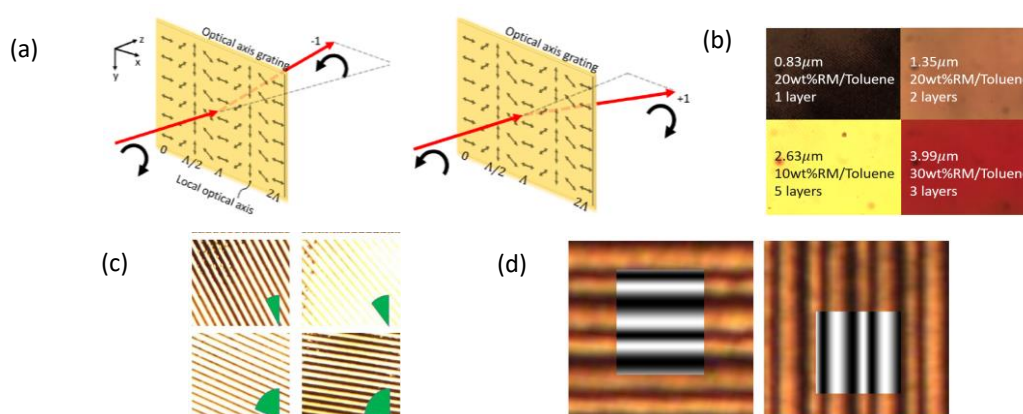 (a)
z
x
y
Optical axis grating
-1
0
Λ/2
Λ
2Λ
Local optical axis
Optical axis grating
+1
0
Λ/2
Λ
2Λ
(b)
0.83μm
20wt%RM/Toluene
1 layer
1.35μm
20wt%RM/Toluene
2 layers
2.63μm
10wt%RM/Toluene
5 layers
3.99μm
30wt%RM/Toluene
3 layers
(c)
(d)